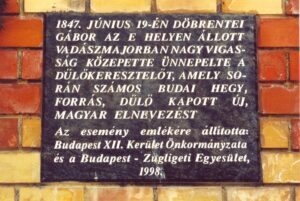 1847. JÚNIUS 19-ÉN DÖBRENTEI
GÁBOR AZ E HELYEN ÁLLOTT
VADÁSZMAJORBAN NAGY VIGAS-
SÁG KÖZEPETTE ÜNNEPELTE A
DŰLŐKERESZTELŐT, AMELY SO-
RÁN SZÁMOS BUDAI HEGY,
FORRÁS, DŰLŐ KAPOTT ÚJ,
MAGYAR ELNEVEZÉST
Az esemény emlékére állította:
Budapest XII. Kerület Önkormányzata
és a Budapest - Zugligeti Egyesület,
1998.